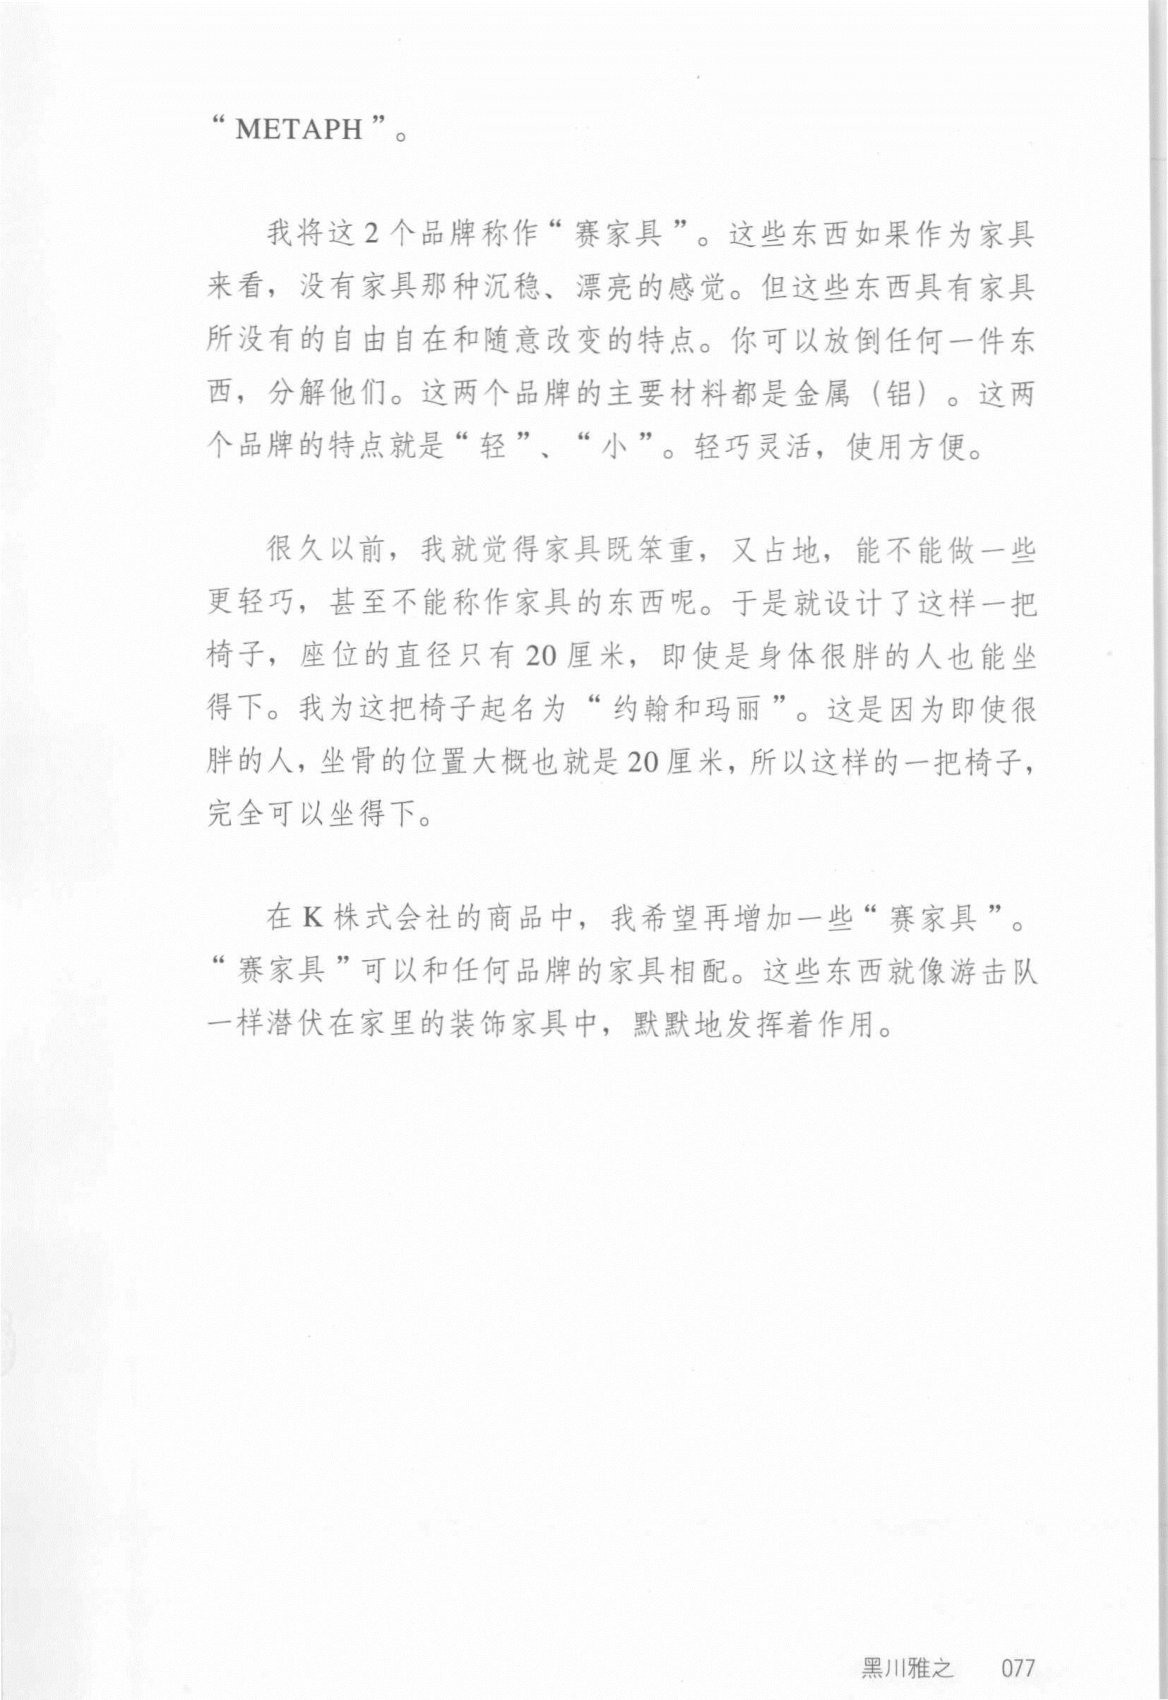 “METAPH”。
我将这 2 个品牌称作“赛家具”。这些东西如果作为家具
来看，没有家具那种沉稳、漂亮的感觉。但这些东西具有家具
所没有的自由自在和随意改变的特点。你可以放倒任何一件东
西，分解他们。这两个品牌的主要材料都是金属（铝）。这两
个品牌的特点就是“轻”、“小”。轻巧灵活，使用方便。
很久以前，我就觉得家具既笨重，又占地，能不能做一些
更轻巧，甚至不能称作家具的东西呢。于是就设计了这样一把
椅子，座位的直径只有 20 厘米，即使是身体很胖的人也能坐
得下。我为这把椅子起名为“约翰和玛丽”。这是因为即使很
胖的人，坐骨的位置大概也就是 20 厘米，所以这样的一把椅子，
完全可以坐得下。
在 K 株式会社的商品中，我希望再增加一些“赛家具”。
“赛家具”可以和任何品牌的家具相配。这些东西就像游击队
一样潜伏在家里的装饰家具中，默默地发挥着作用。
黑川雅之 077